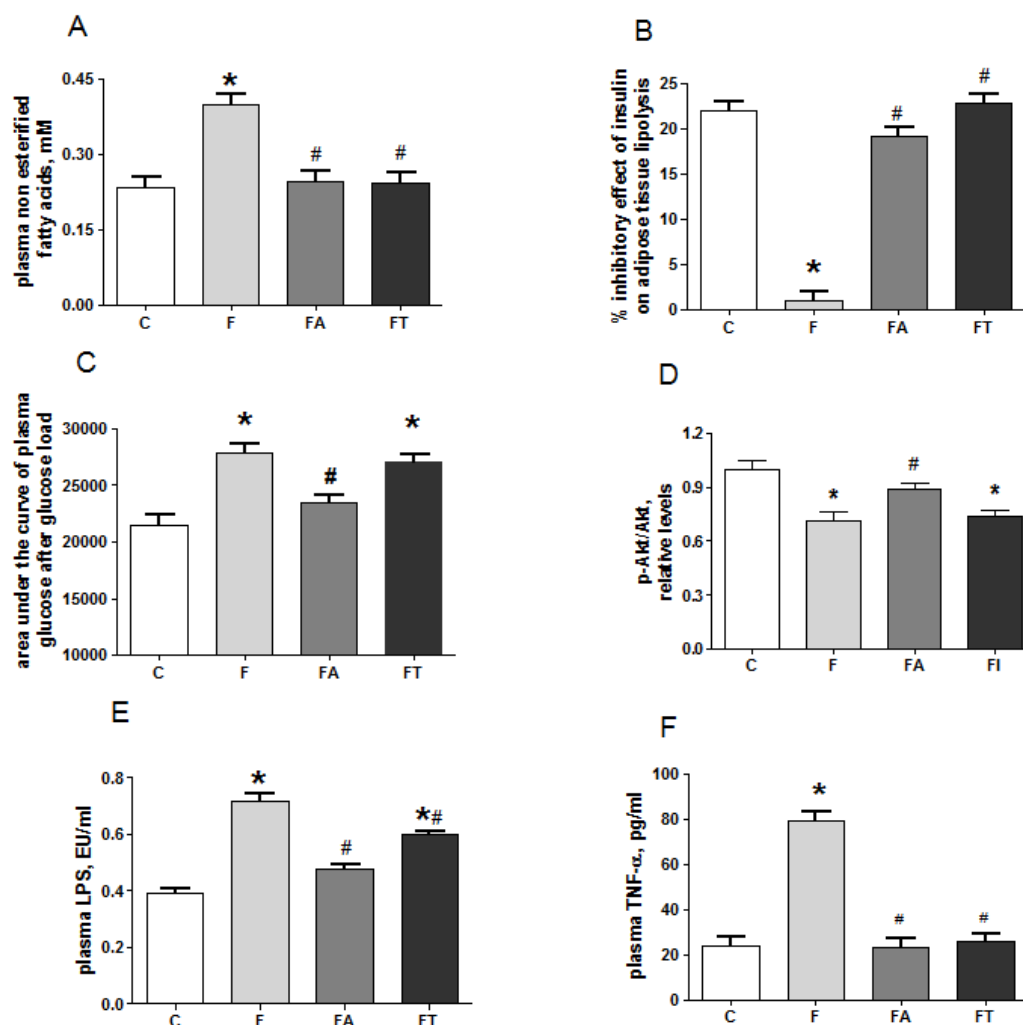 A
plasma non esterified
fatty acids, mM
0.45
0.30
0.15
0.00
*
#
#
C F FA FT
B
% inhibitory effect of insulin
on adipose tissue lipolysis
25
20
15
10
5
0
*
#
#
C F FA FT
C
area under the curve of plasma
glucose after glucose load
30000
25000
20000
15000
10000
*
#
*
C F FA FT
D
p-Akt/Akt,
relative levels
1.2
0.9
0.6
0.3
0.0
*
#
*
C F FA FI
E
plasma LPS, EU/ml
0.8
0.6
0.4
0.2
0.0
*
#
*#
C F FA FT
F
plasma TNF-α, pg/ml
100
80
60
40
20
0
*
#
#
C F FA FT